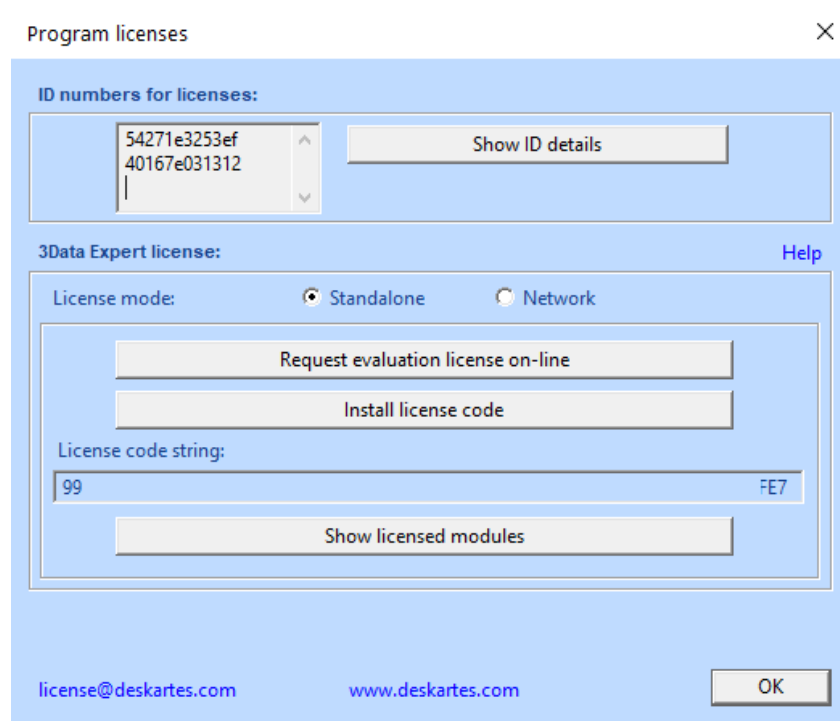 Program licenses
ID numbers for licenses:
54271e3253ef
40167e031312
Show ID details
3Data Expert license:
Help
License mode:
Standalone
Network
Request evaluation license on-line
Install license code
License code string:
99 FE7
Show licensed modules
license@deskartes.com
www.deskartes.com
OK